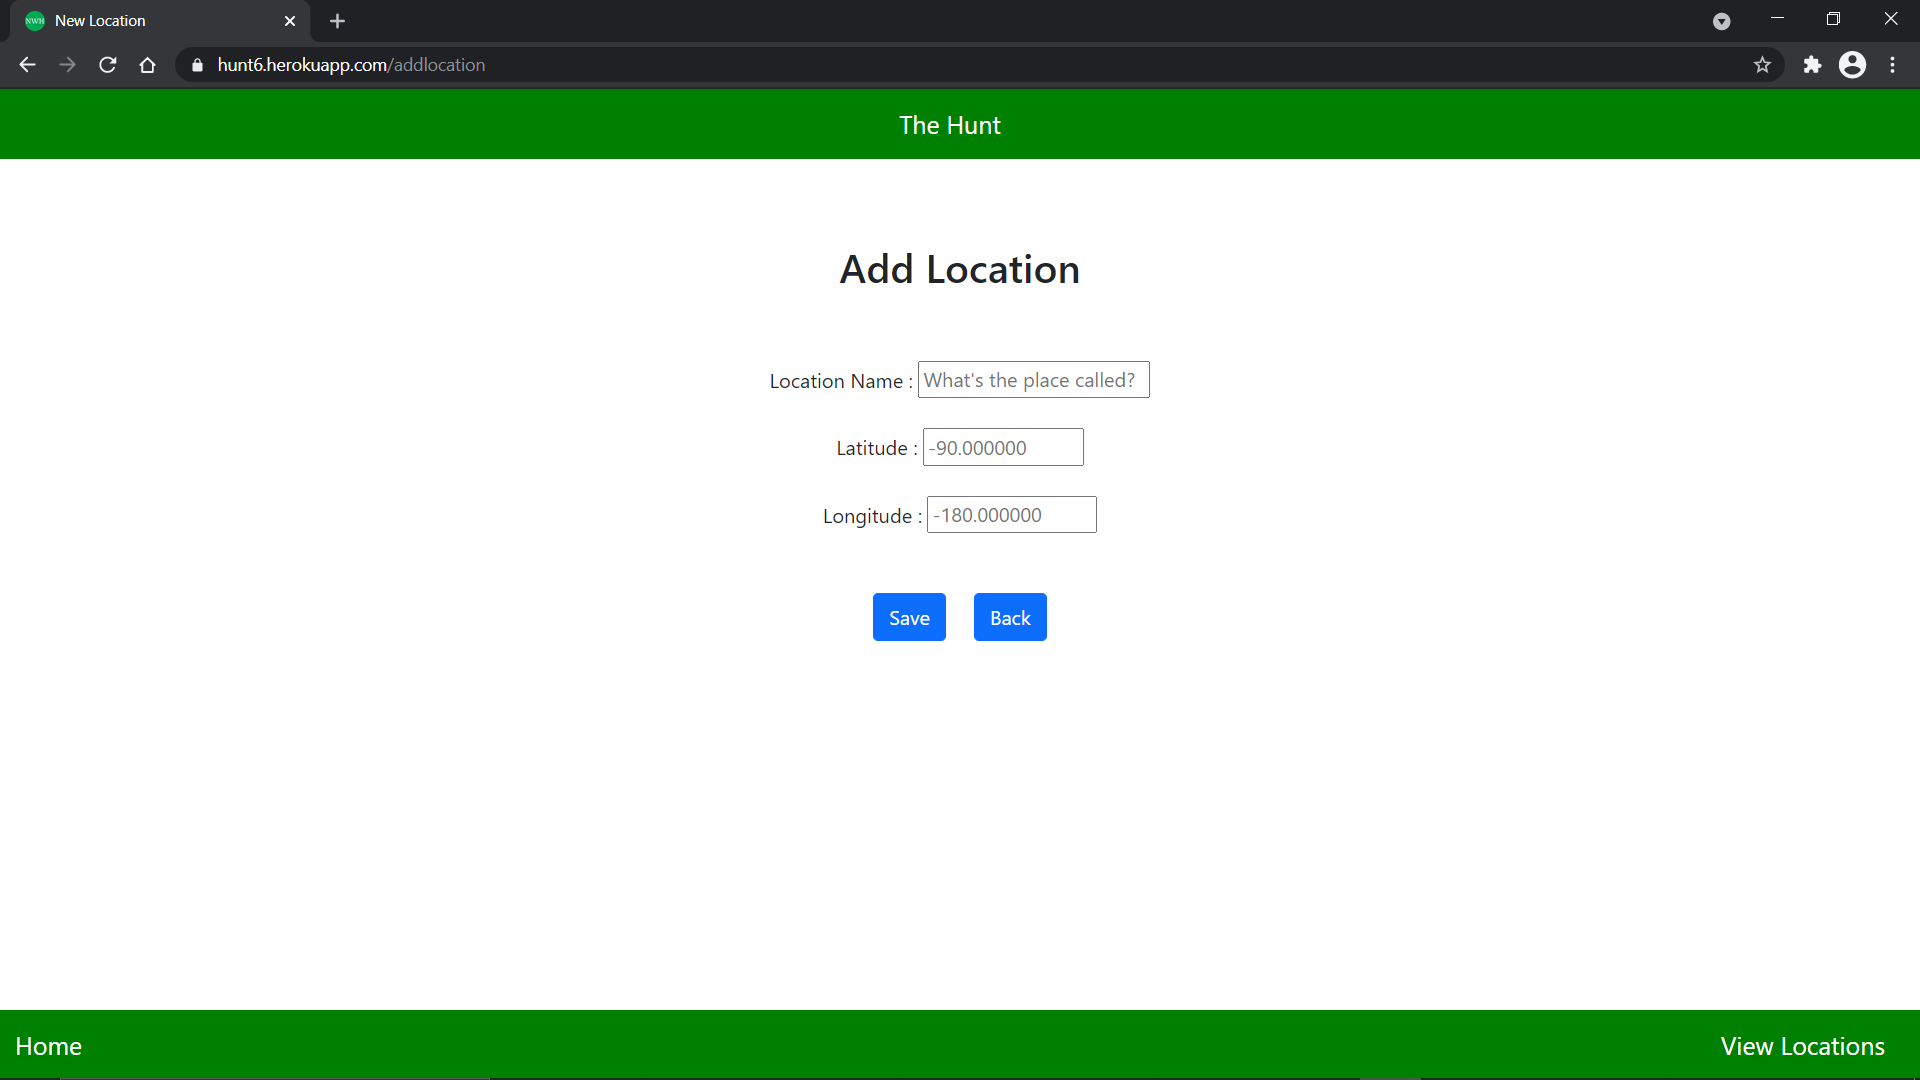 NWH New Location
hunt6.herokuapp.com/addlocation
The Hunt
Add Location
Location Name : What's the place called?
Latitude : -90.000000
Longitude : -180.000000
Save Back
Home View Locations